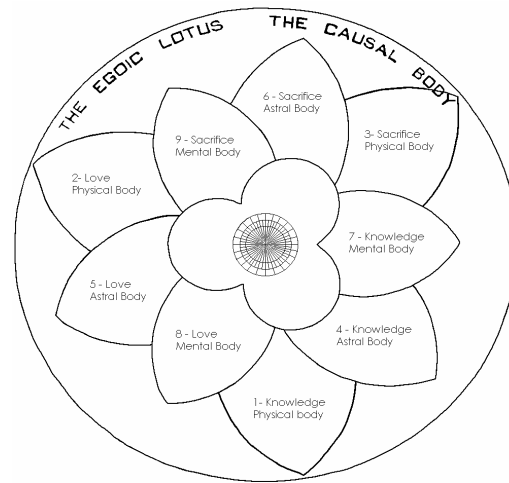 THE EGOIC LOTUS
THE CAUSAL BODY
6 - Sacrifice
Astral Body
9 - Sacrifice
Mental Body
3- Sacrifice
Physical Body
2- Love
Physical Body
7 - Knowledge
Mental Body
5 - Love
Astral Body
8 - Love
Mental Body
4 - Knowledge
Astral Body
1- Knowledge
Physical body